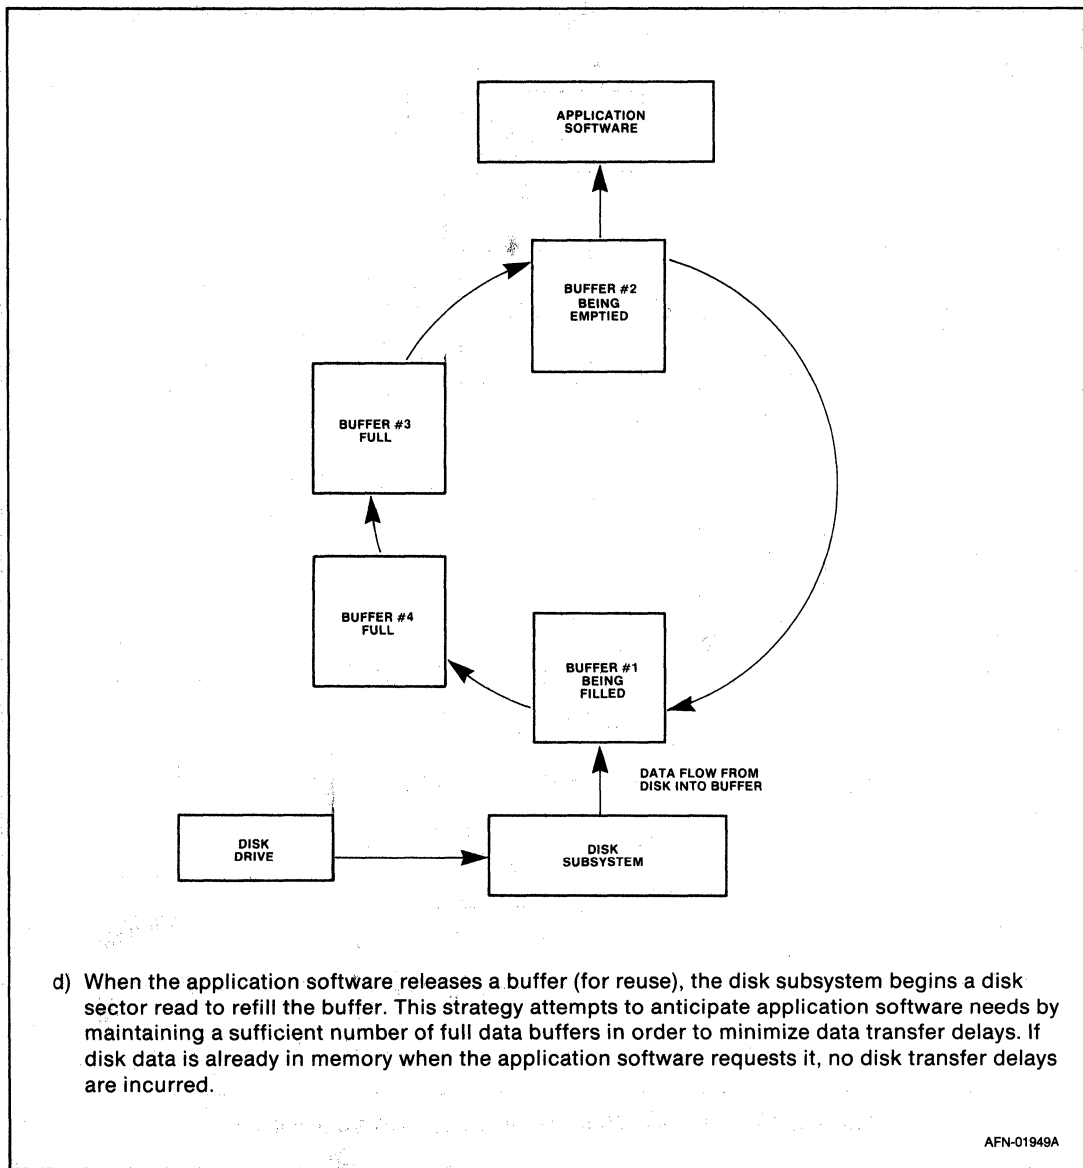 APPLICATION
SOFTWARE
BUFFER #2
BEING
EMPTIED
BUFFER #3
FULL
BUFFER #4
FULL
BUFFER #1
BEING
FILLED
DATA FLOW FROM
DISK INTO BUFFER
DISK
DRIVE
DISK
SUBSYSTEM
d) When the application software releases a buffer (for reuse), the disk subsystem begins a disk
sector read to refill the buffer. This strategy attempts to anticipate application software needs by
maintaining a sufficient number of full data buffers in order to minimize data transfer delays. If
disk data is already in memory when the application software requests it, no disk transfer delays
are incurred.
AFN-01949A